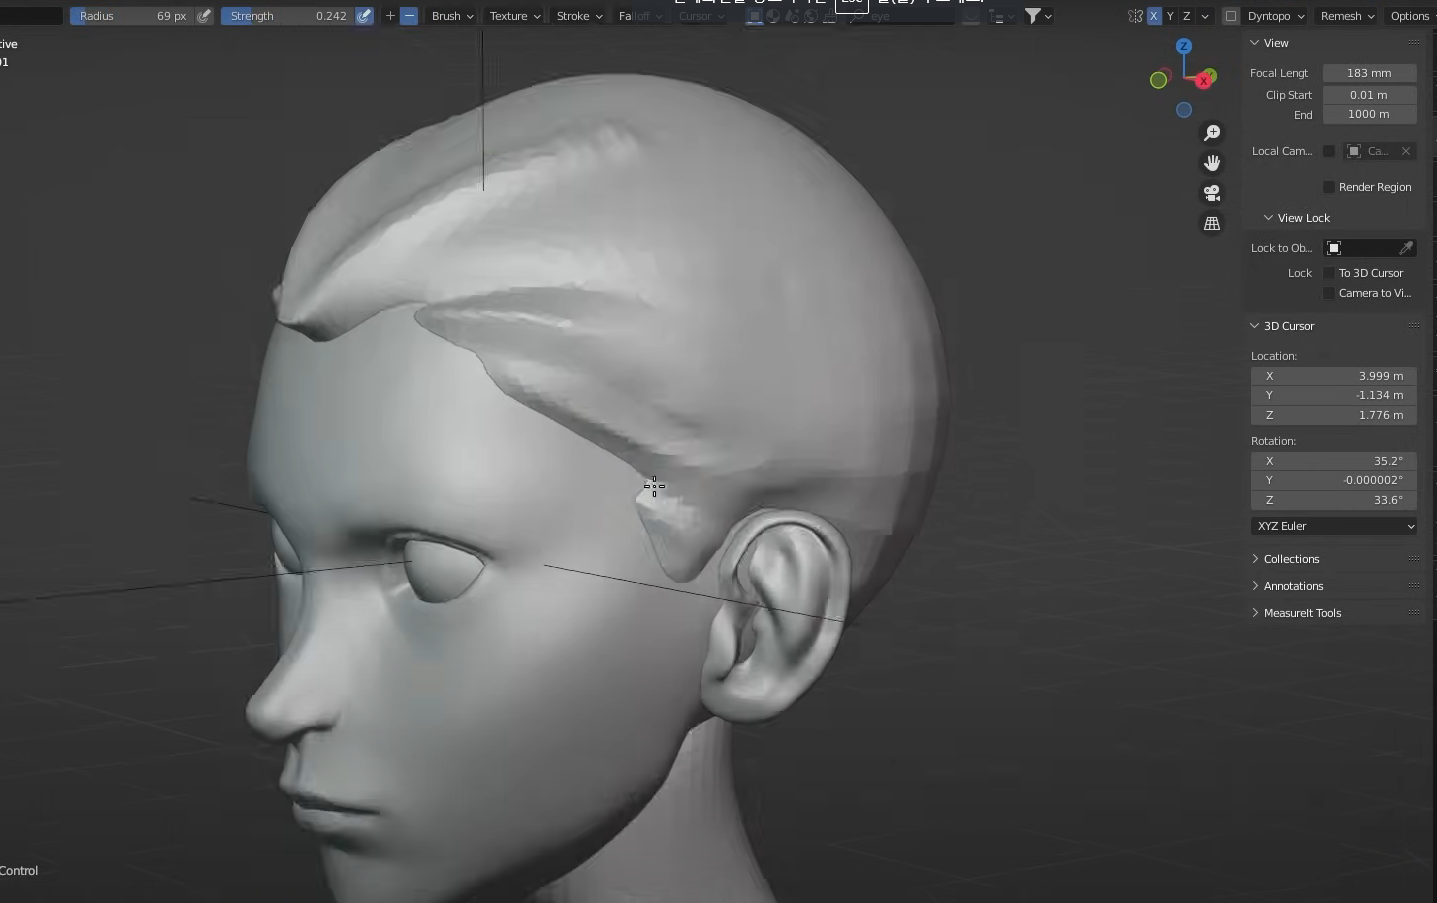 Radius 69 px Strength 0.242 Brush Texture Stroke Falloff Cursor eye X Y Z Dyntopo Remesh Options
View
Focal Lengt 183 mm
Clip Start 0.01 m
End 1000 m
Local Cam... Ca...
Render Region
View Lock
Lock to Ob...
Lock To 3D Cursor
Camera to Vi...
3D Cursor
Location:
X 3.999 m
Y -1.134 m
Z 1.776 m
Rotation:
X 35.2°
Y -0.000002°
Z 33.6°
XYZ Euler
Collections
Annotations
MeasureIt Tools
tive
01
Z
X
Control